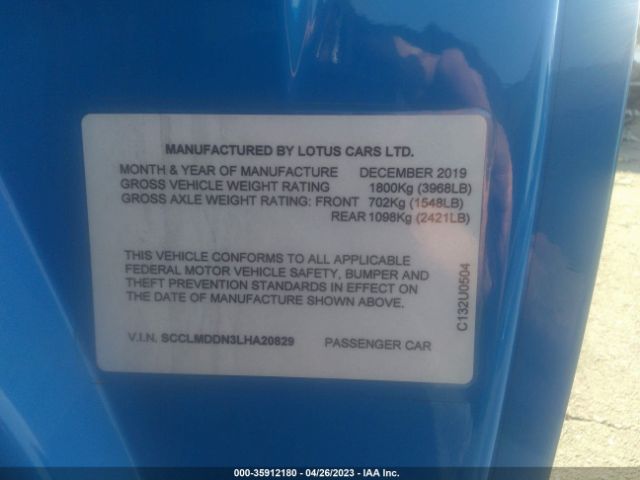 MANUFACTURED BY LOTUS CARS LTD.
MONTH & YEAR OF MANUFACTURE DECEMBER 2019
GROSS VEHICLE WEIGHT RATING 1800Kg (3968LB)
GROSS AXLE WEIGHT RATING: FRONT 702Kg (1548LB)
REAR 1098Kg (2421LB)
THIS VEHICLE CONFORMS TO ALL APPLICABLE
FEDERAL MOTOR VEHICLE SAFETY, BUMPER AND
THEFT PREVENTION STANDARDS IN EFFECT ON
THE DATE OF MANUFACTURE SHOWN ABOVE.
V.I.N. SCCLMDDN3LHA20829 PASSENGER CAR
C132U0504
000-35912180 - 04/26/2023 - IAA Inc.